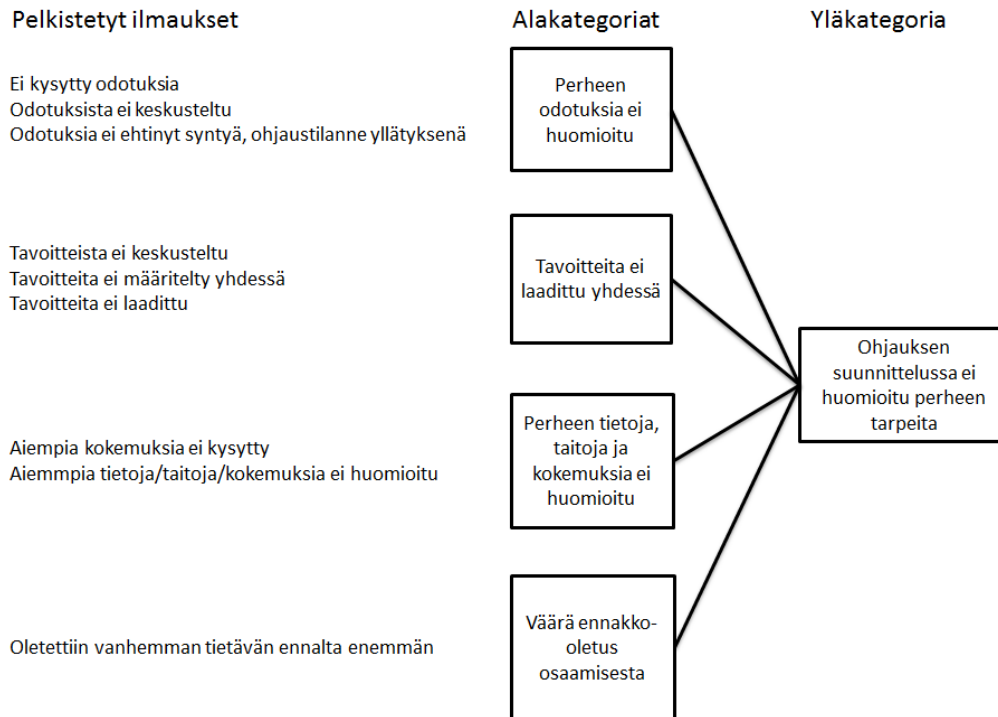 Pelkistetyt ilmaukset
Alakategoriat
Yläkategoria
Ei kysytty odotuksia
Odotuksista ei keskusteltu
Odotuksia ei ehtinyt syntyä, ohjaustilanne yllätyksenä
Perheen
odotuksia ei
huomioitu
Tavoitteista ei keskusteltu
Tavoitteita ei määritelty yhdessä
Tavoitteita ei laadittu
Tavoitteita ei
laadittu yhdessä
Ohjauksen
suunnittelussa ei
huomioitu perheen
tarpeita
Aiempia kokemuksia ei kysytty
Aiemmpia tietoja/taitoja/kokemuksia ei huomioitu
Perheen tietoja,
taitoja ja
kokemuksia ei
huomioitu
Oletettiin vanhemman tietävän ennalta enemmän
Väärä ennakko-
oletus
osaamisesta